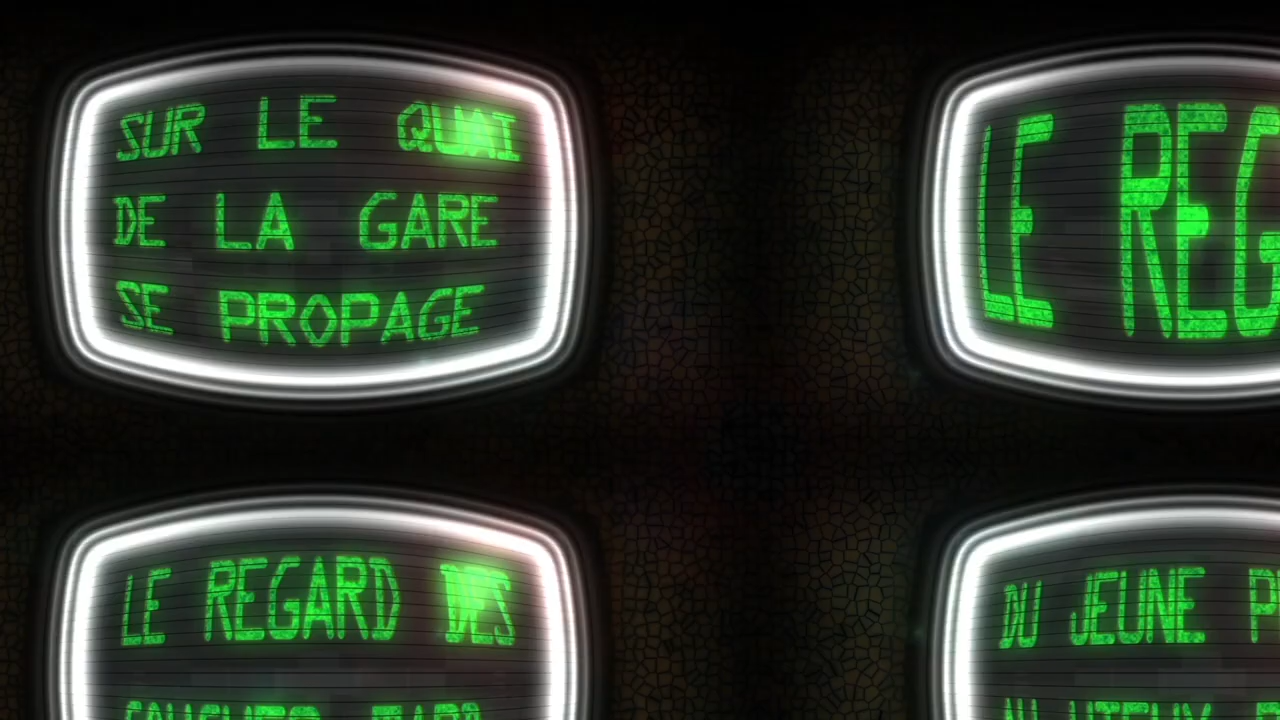 SUR LE QUAI
DE LA GARE
SE PROPAGE
LE REG
LE REGARD DES
DU JEUNE P